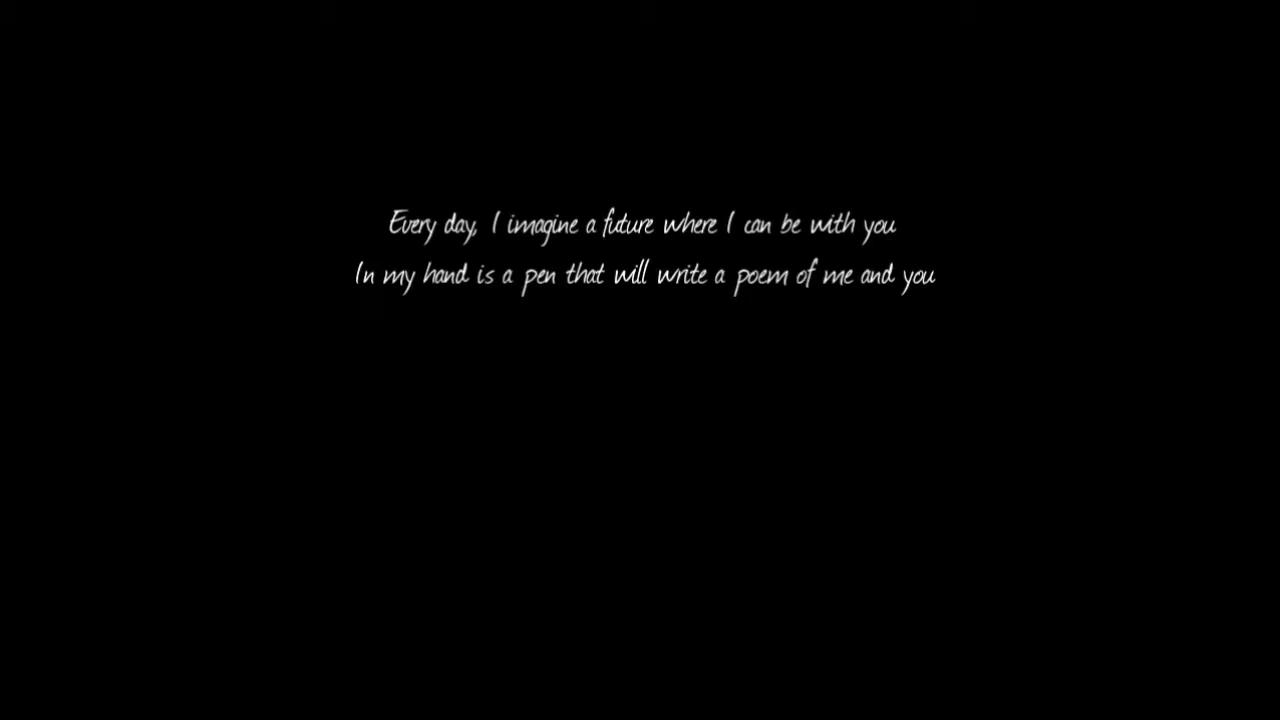 Every day, I imagine a future where I can be with you
In my hand is a pen that will write a poem of me and you